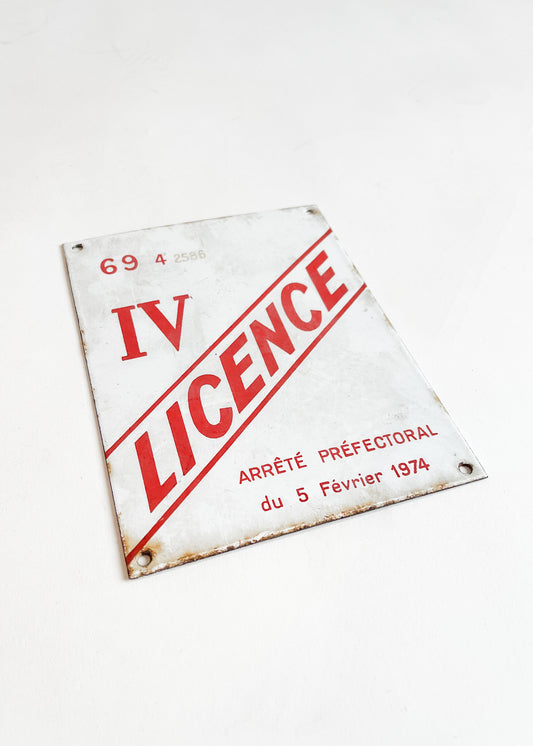 69 4 2586
IV
LICENCE
ARRÊTÉ PRÉFECTORAL
du 5 Février 1974